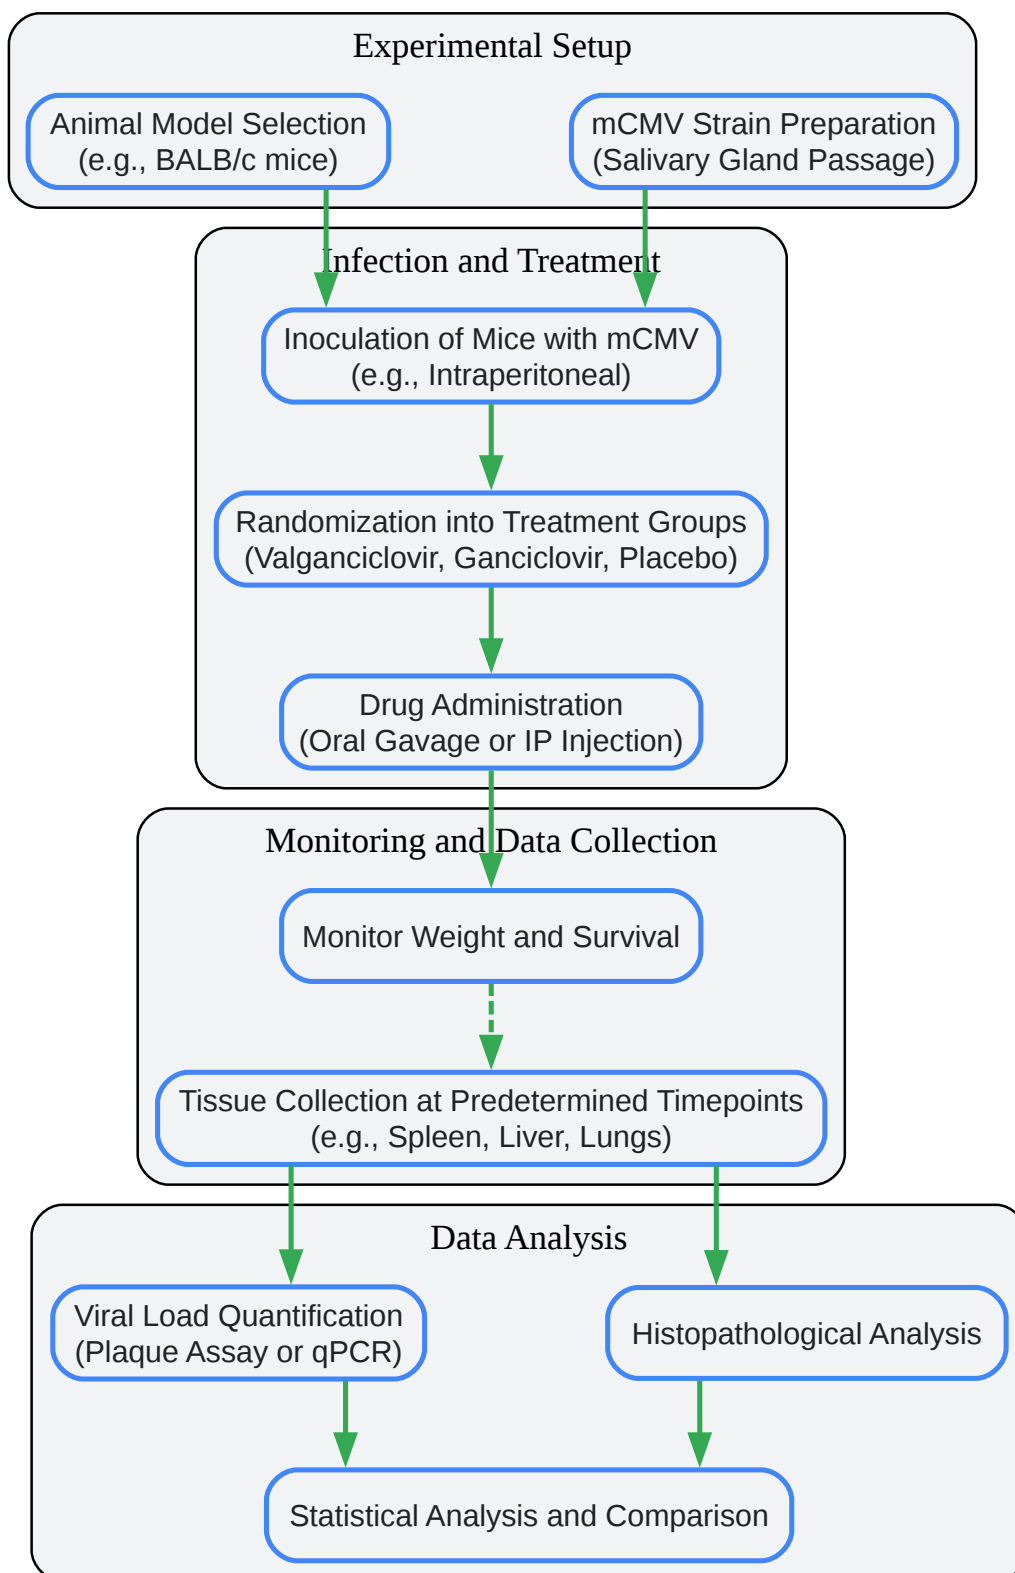 Experimental Setup
Animal Model Selection
(e.g., BALB/c mice)
mCMV Strain Preparation
(Salivary Gland Passage)
Infection and Treatment
Inoculation of Mice with mCMV
(e.g., Intraperitoneal)
Randomization into Treatment Groups
(Valganciclovir, Ganciclovir, Placebo)
Drug Administration
(Oral Gavage or IP Injection)
Monitoring and Data Collection
Monitor Weight and Survival
Tissue Collection at Predetermined Timepoints
(e.g., Spleen, Liver, Lungs)
Data Analysis
Viral Load Quantification
(Plaque Assay or qPCR)
Histopathological Analysis
Statistical Analysis and Comparison